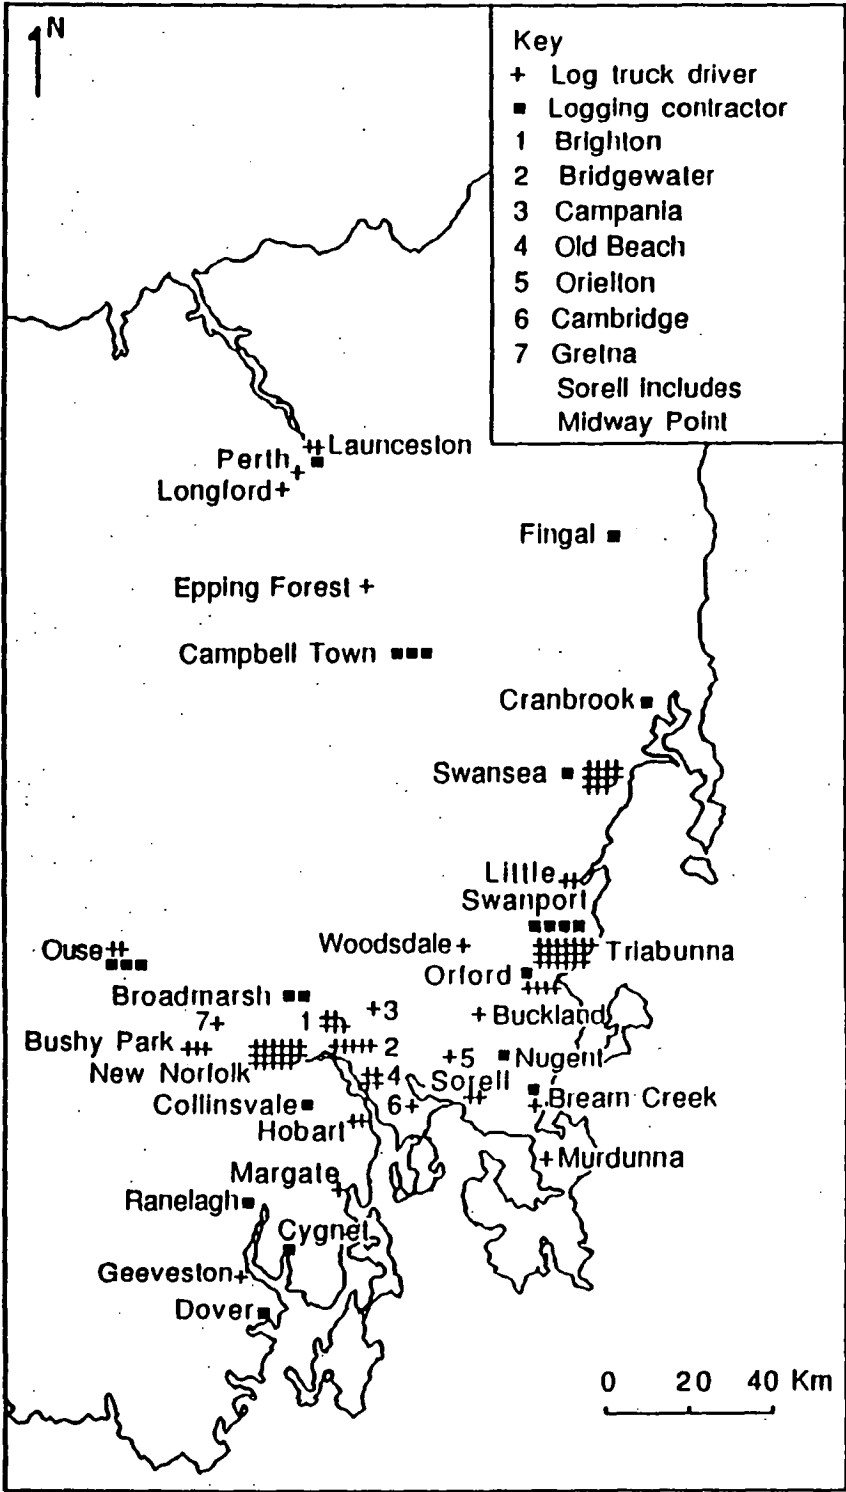 N
Key
+ Log truck driver
■ Logging contractor
1 Brighton
2 Bridgewater
3 Campania
4 Old Beach
5 Orielton
6 Cambridge
7 Gretna
Sorell includes
Midway Point
Launceston
Perth
Longford
Fingal
Epping Forest
Campbell Town
Cranbrook
Swansea
Little
Swanport
Ouse
Woodsdale
Triabunna
Orford
Broadmarsh
3
7
1
Buckland
Bushy Park
2
5
Nugent
New Norfolk
4
Sorell
Collinsvale
6
Bream Creek
Hobart
Murdunna
Margate
Ranelagh
Cygnet
Geeveston
Dover
0 20 40 Km